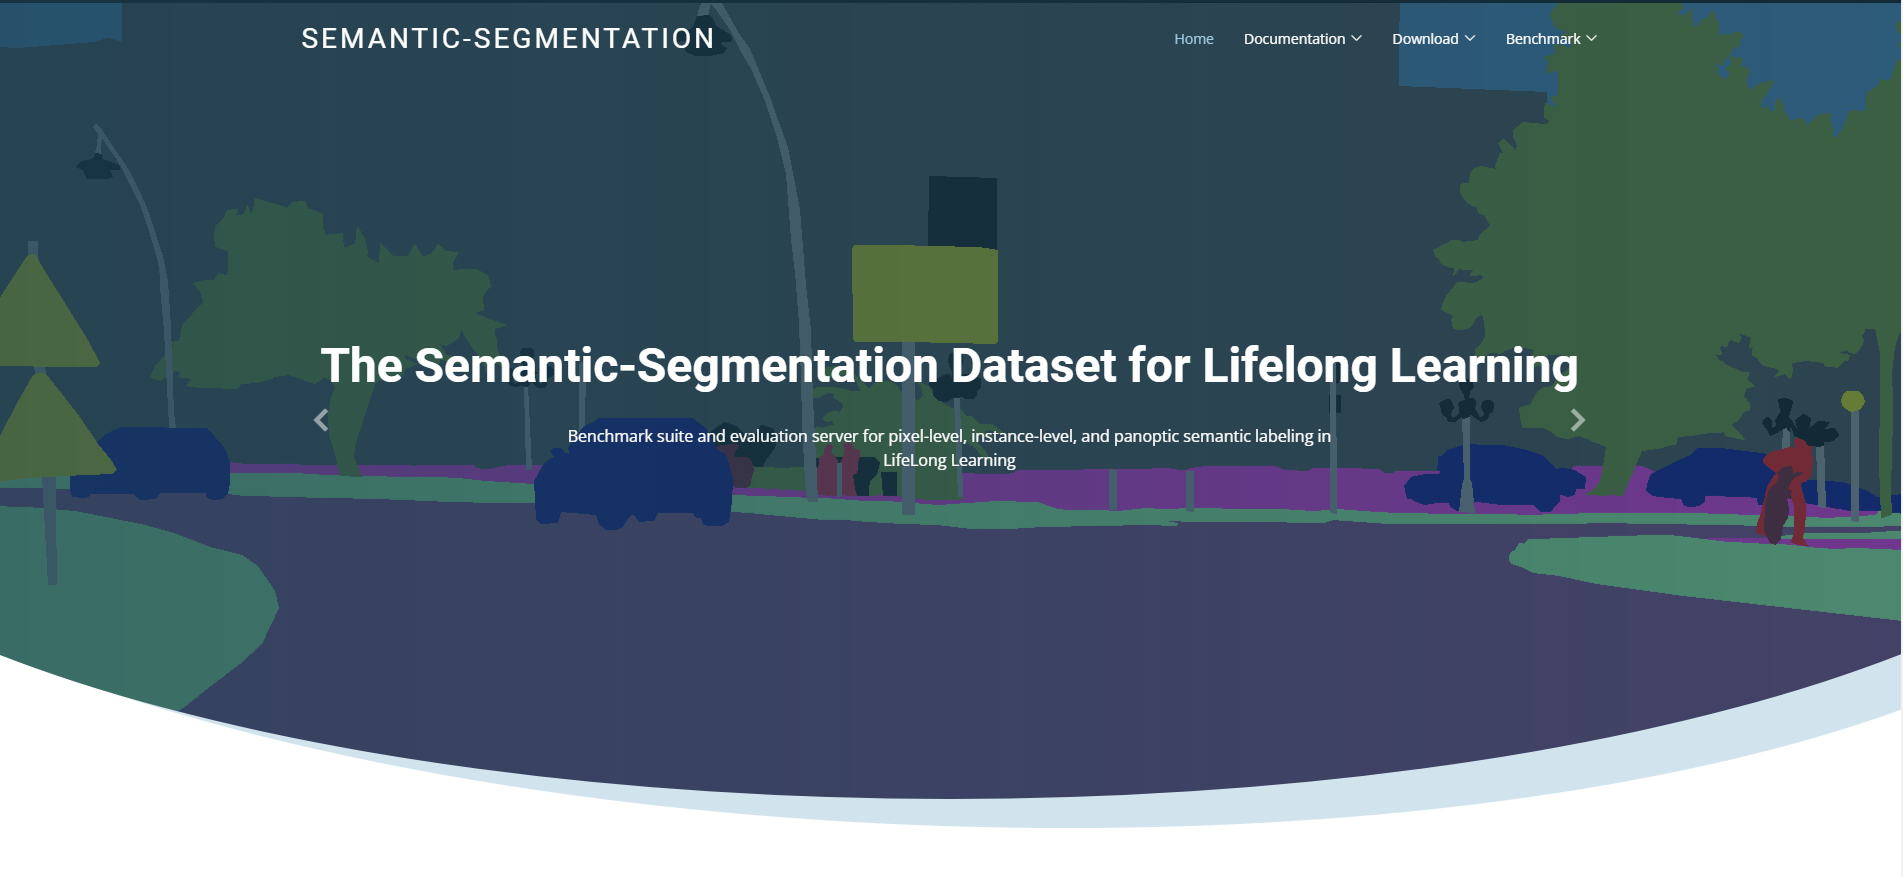 SEMANTIC-SEGMENTATION
Home Documentation Download Benchmark
The Semantic-Segmentation Dataset for Lifelong Learning
Benchmark suite and evaluation server for pixel-level, instance-level, and panoptic semantic labeling in
LifeLong Learning